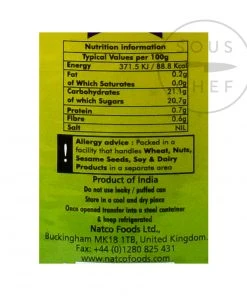 SOUS
CHEF
Nutrition information
Typical Values per 100g
Energy 371.5 KJ / 88.8 Kcal
Fat 0.2g
of Which Saturates 0.0g
Carbohydrates 21.1g
of which Sugars 20.7g
Protein 0.7g
Fibre 0.6g
Salt NIL
! Allergy advice : Packed in a
facility that handles Wheat, Nuts,
Sesame Seeds, Soy & Dairy
Products in a separate area
Product of India
Do not use leaky / puffed can
Store in a cool and dry place
Once opened transfer into a steel container
& keep refrigerated
Natco Foods Ltd.,
Buckingham MK18 1TB, United Kingdom.
Fax: +44 (0)1280 825 431
www.natcofoods.com